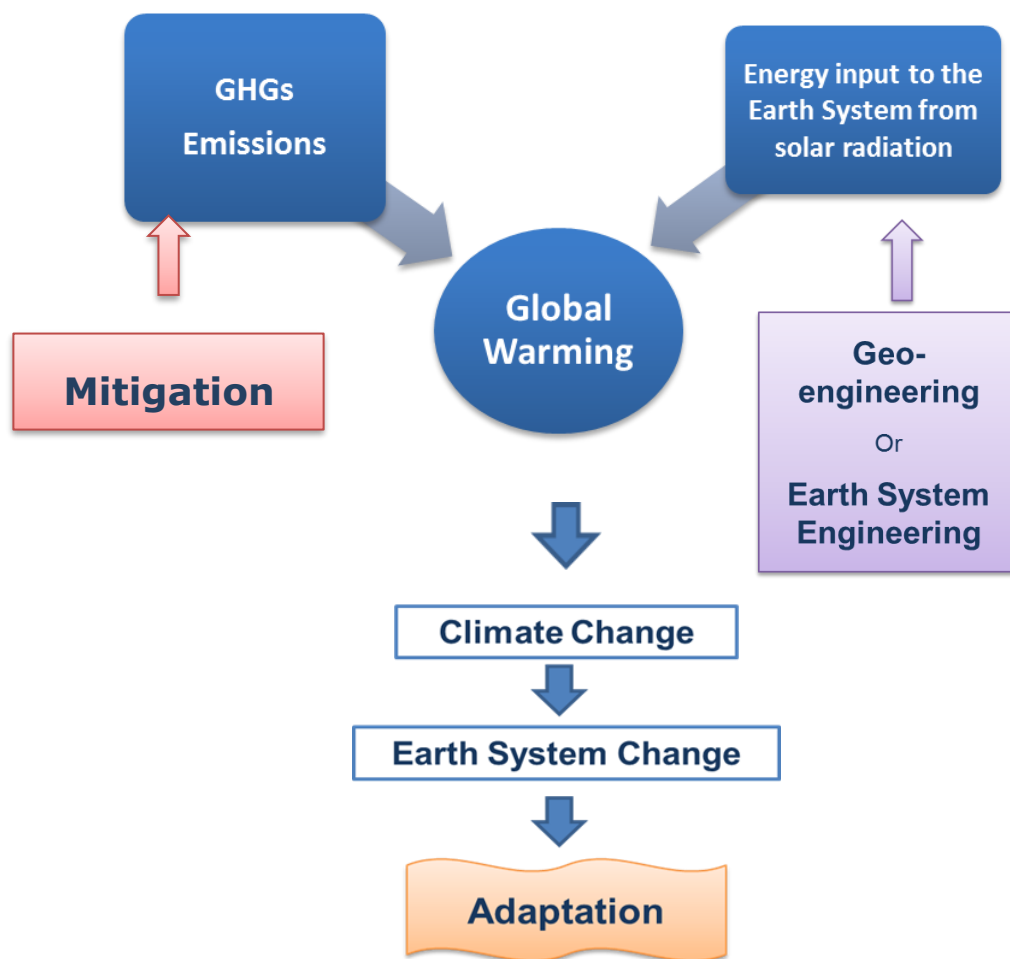 GHGs
Emissions
Energy input to the
Earth System from
solar radiation
Global
Warming
Mitigation
Geo-
engineering
Or
Earth System
Engineering
Climate Change
Earth System Change
Adaptation